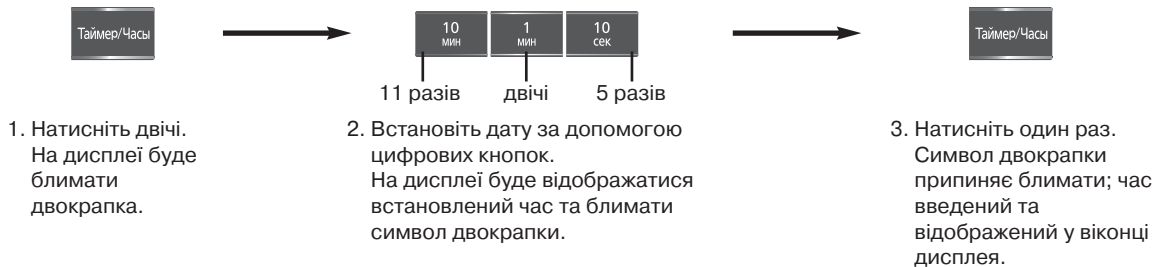 Таймер/Часы
10 мин
1 мин
10 сек
Таймер/Часы
11 разів двічі 5 разів
1. Натисніть двічі.
На дисплеї буде
блимати
двокрапка.
2. Встановіть дату за допомогою
цифрових кнопок.
На дисплеї буде відображатися
встановлений час та блимати
символ двокрапки.
3. Натисніть один раз.
Символ двокрапки
припиняє блимати; час
введений та
відображений у віконці
дисплея.